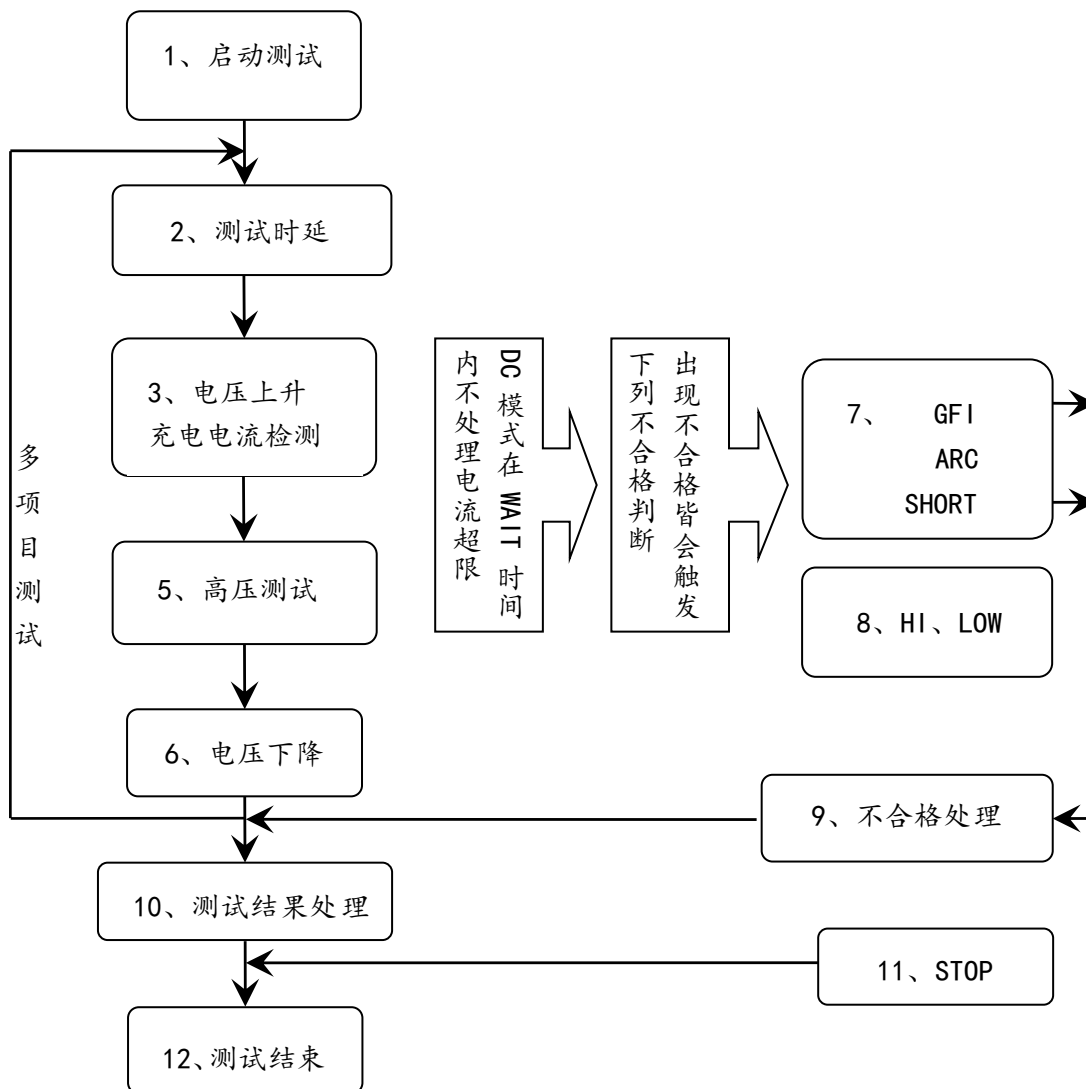 1、启动测试
2、测试时延
3、电压上升
充电电流检测
5、高压测试
6、电压下降
多项目测试
DC 模式在 WAIT 时间
内不处理电流超限
出现不合格皆会触发
下列不合格判断
7、 GFI
ARC
SHORT
8、HI、LOW
9、不合格处理
10、测试结果处理
11、STOP
12、测试结束